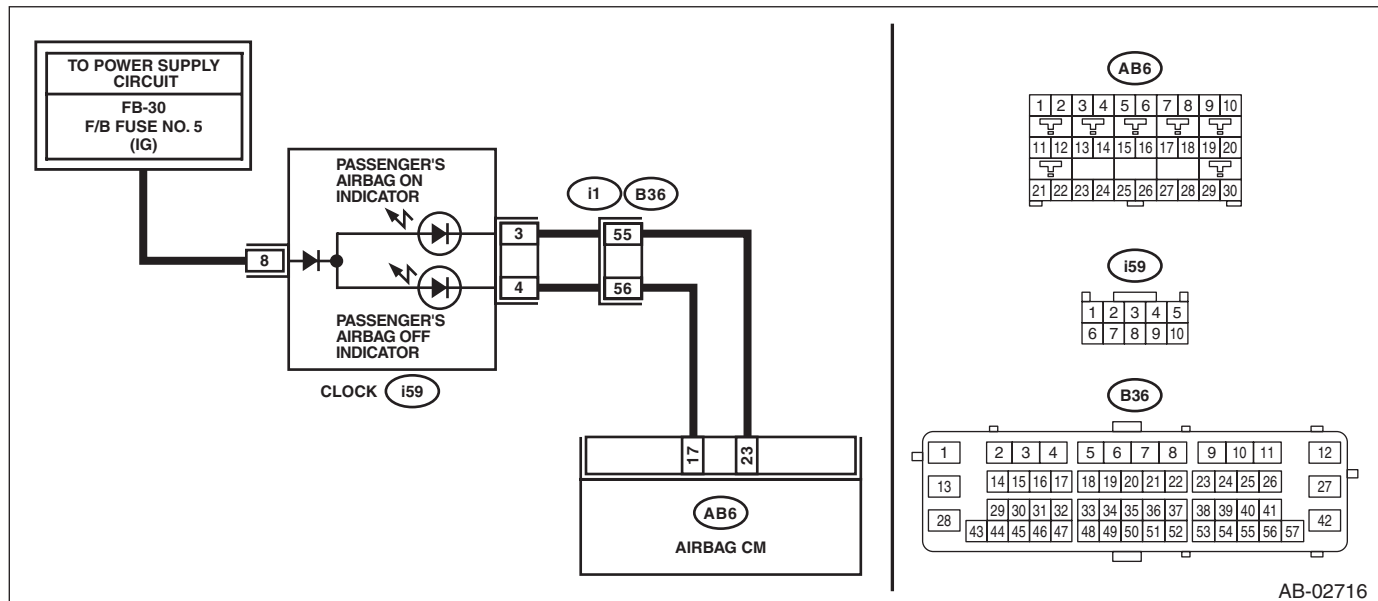 TO POWER SUPPLY
CIRCUIT
FB-30
F/B FUSE NO. 5
(IG)
8
PASSENGER'S
AIRBAG ON
INDICATOR
PASSENGER'S
AIRBAG OFF
INDICATOR
CLOCK i59
3
4
i1 B36
55
56
17 23
AB6
AIRBAG CM
AB6
1 2 3 4 5 6 7 8 9 10
11 12 13 14 15 16 17 18 19 20
21 22 23 24 25 26 27 28 29 30
i59
1 2 3 4 5
6 7 8 9 10
B36
1 2 3 4 5 6 7 8 9 10 11 12
13 14 15 16 17 18 19 20 21 22 23 24 25 26 27
28 29 30 31 32 33 34 35 36 37 38 39 40 41 42
43 44 45 46 47 48 49 50 51 52 53 54 55 56 57
AB-02716